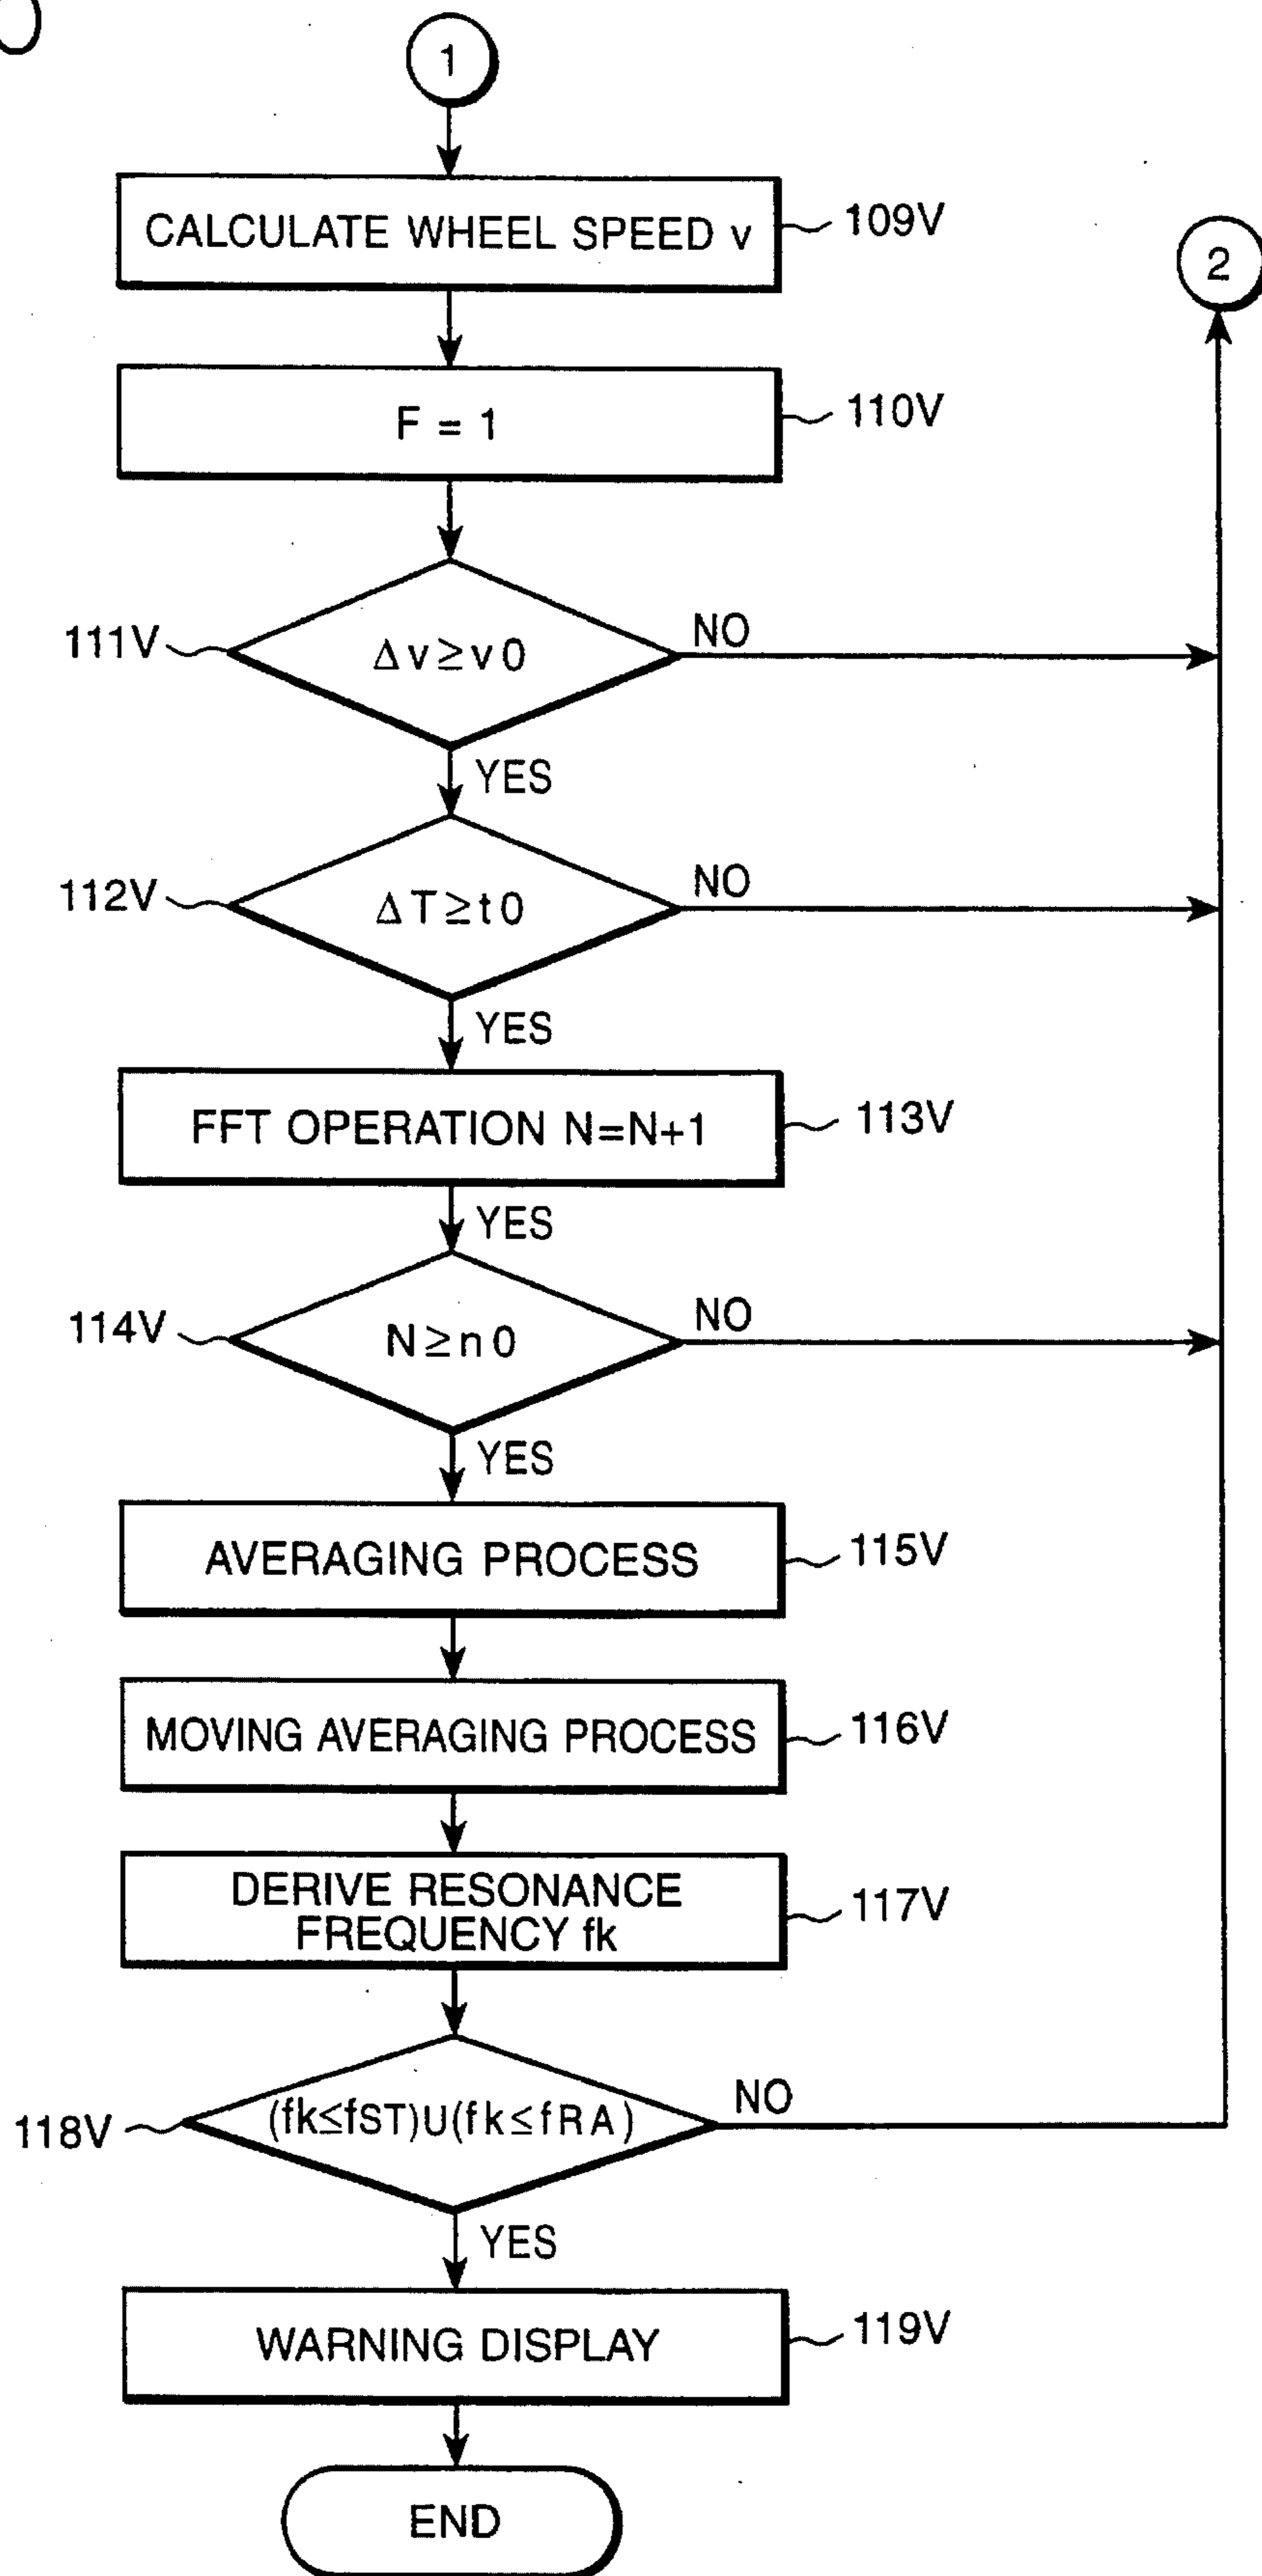 1
CALCULATE WHEEL SPEED v
109V
2
F = 1
110V
111V
Δv≥v0
NO
YES
112V
ΔT≥t0
NO
YES
FFT OPERATION N=N+1
113V
YES
114V
N≥n0
NO
YES
AVERAGING PROCESS
115V
MOVING AVERAGING PROCESS
116V
DERIVE RESONANCE
FREQUENCY fk
117V
118V
(fk≤fST)U(fk≤fRA)
NO
YES
WARNING DISPLAY
119V
END